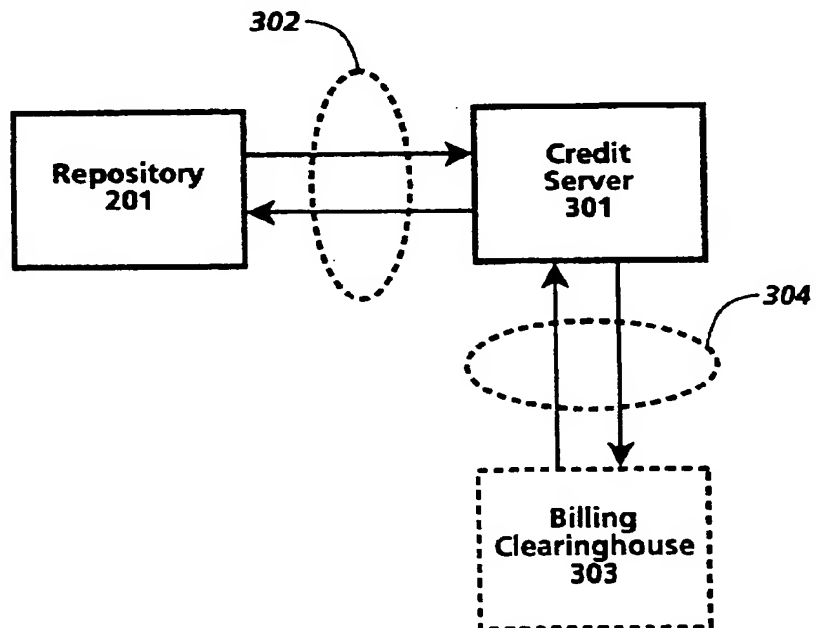 302
Repository
201
Credit
Server
301
304
Billing
Clearinghouse
303